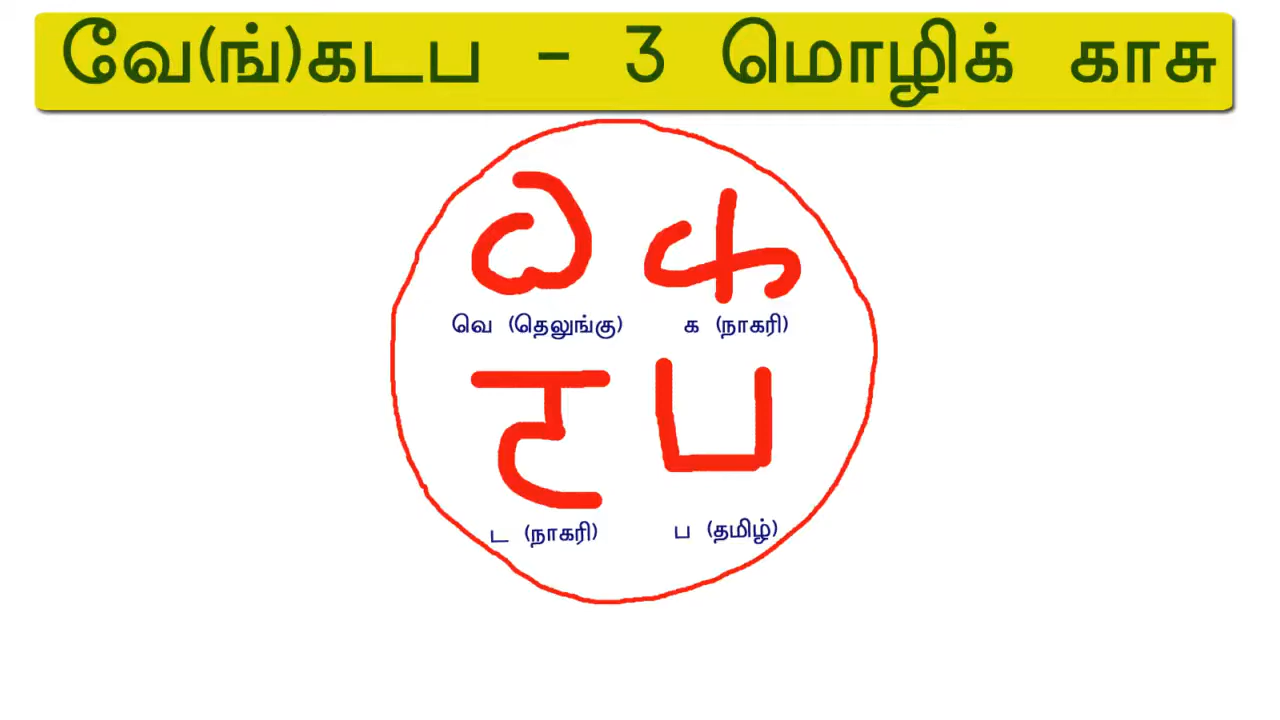 வே(ங்)கடப - 3 மொழிக் காசு
వ క
வெ (தெலுங்கு) க (நாகரி)
ट ப
ட (நாகரி) ப (தமிழ்)